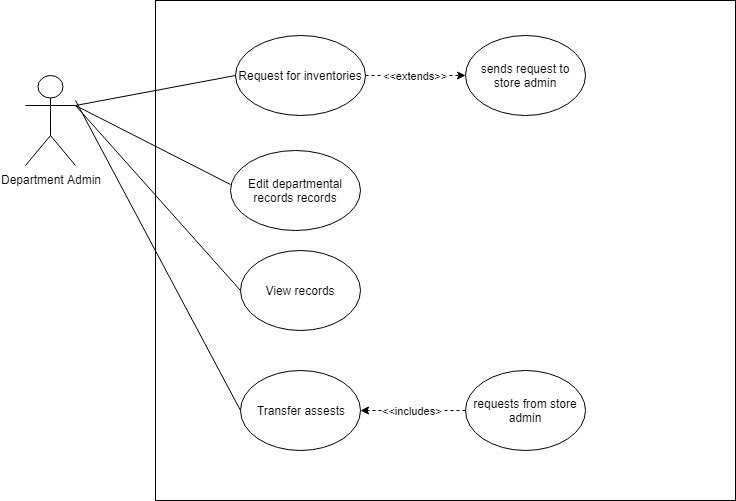 Request for inventories
<<extends>>
sends request to
store admin
Department Admin
Edit departmental
records records
View records
Transfer assests
<<includes>
requests from store
admin